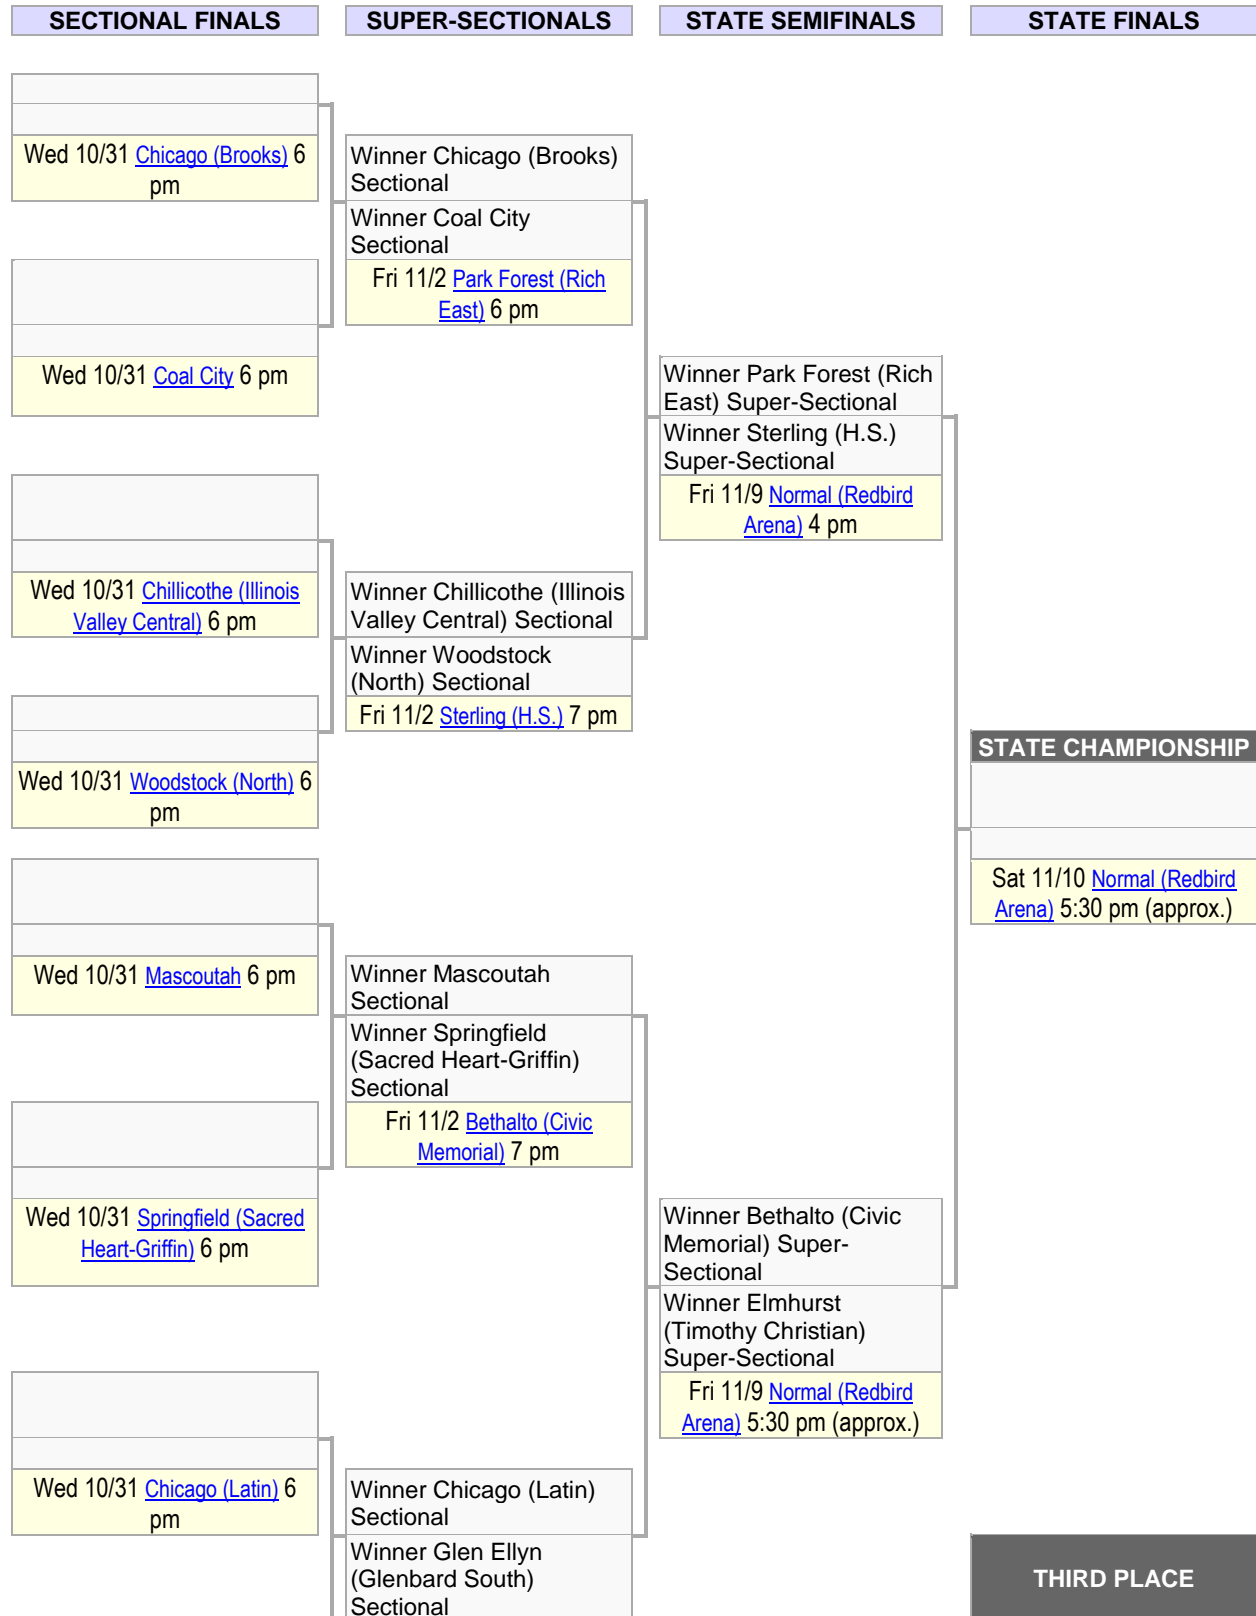 SECTIONAL FINALS
SUPER-SECTIONALS
STATE SEMIFINALS
STATE FINALS
Wed 10/31 Chicago (Brooks) 6
pm
Winner Chicago (Brooks)
Sectional
Winner Coal City
Sectional
Fri 11/2 Park Forest (Rich
East) 6 pm
Wed 10/31 Coal City 6 pm
Winner Park Forest (Rich
East) Super-Sectional
Winner Sterling (H.S.)
Super-Sectional
Fri 11/9 Normal (Redbird
Arena) 4 pm
Wed 10/31 Chillicothe (Illinois
Valley Central) 6 pm
Winner Chillicothe (Illinois
Valley Central) Sectional
Winner Woodstock
(North) Sectional
Fri 11/2 Sterling (H.S.) 7 pm
Wed 10/31 Woodstock (North) 6
pm
STATE CHAMPIONSHIP
Sat 11/10 Normal (Redbird
Arena) 5:30 pm (approx.)
Wed 10/31 Mascoutah 6 pm
Winner Mascoutah
Sectional
Winner Springfield
(Sacred Heart-Griffin)
Sectional
Fri 11/2 Bethalto (Civic
Memorial) 7 pm
Wed 10/31 Springfield (Sacred
Heart-Griffin) 6 pm
Winner Bethalto (Civic
Memorial) Super-
Sectional
Winner Elmhurst
(Timothy Christian)
Super-Sectional
Fri 11/9 Normal (Redbird
Arena) 5:30 pm (approx.)
Wed 10/31 Chicago (Latin) 6
pm
Winner Chicago (Latin)
Sectional
Winner Glen Ellyn
(Glenbard South)
Sectional
THIRD PLACE